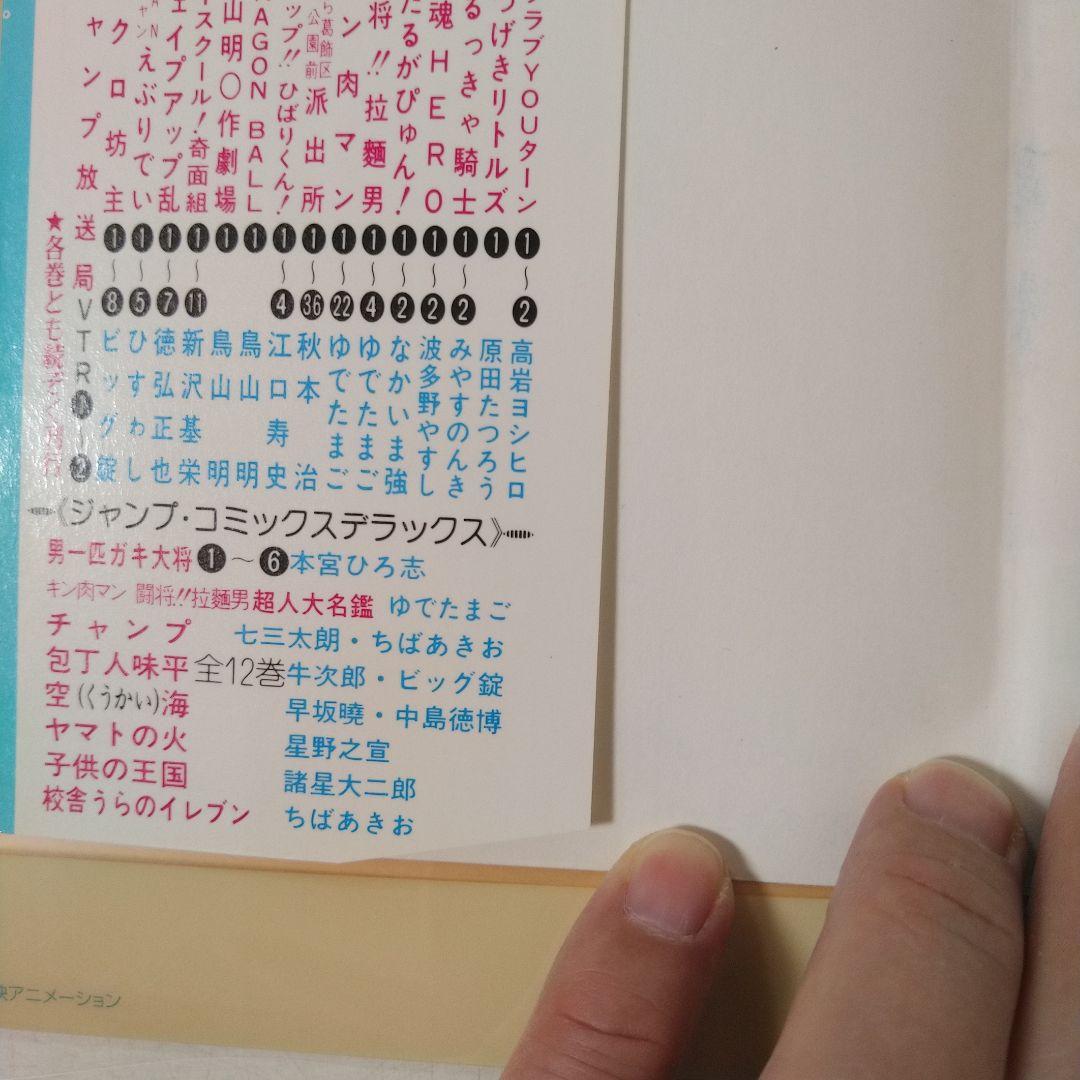 ラブYOUターン ❶〜❷ 高岩ヨシヒロ
つげきリトルズ ❶ 原田たつろう
るっきゃ騎士 ❶〜❷ みやすのんき
魂HERO ❶〜❷ 波多野やすし
たるがぴゅん! ❶〜❷ なかいま強
将!!拉麵男 ❶〜❹ ゆでたまご
ン肉マン ❶〜㉒ ゆでたまご
ら葛飾区公園前派出所 ❶〜㊱ 秋本治
ップ!!ひばりくん! ❶〜❹ 江口寿史
RAGON BALL ❶ 鳥山明
山明〇作劇場 ❶ 鳥山明
イスクール!奇面組 ❶〜⓫ 新沢基栄
ェイプアップ乱 ❶〜❼ 徳弘正也
えぶりでい ❶〜❺ ひすゎし
クロ坊主 ❶〜❽ ビッグ錠
ャンプ放送局VTR❶〜❷
★各巻とも続ぞく刊行
《ジャンプ・コミックスデラックス》
男一匹ガキ大将❶〜❻本宮ひろ志
キン肉マン 闘将!!拉麵男超人大名鑑 ゆでたまご
チャンプ 七三太朗・ちばあきお
包丁人味平全12巻牛次郎・ビッグ錠
空(くうかい)海 早坂暁・中島徳博
ヤマトの火 星野之宣
子供の王国 諸星大二郎
校舎うらのイレブン ちばあきお
映アニメーション